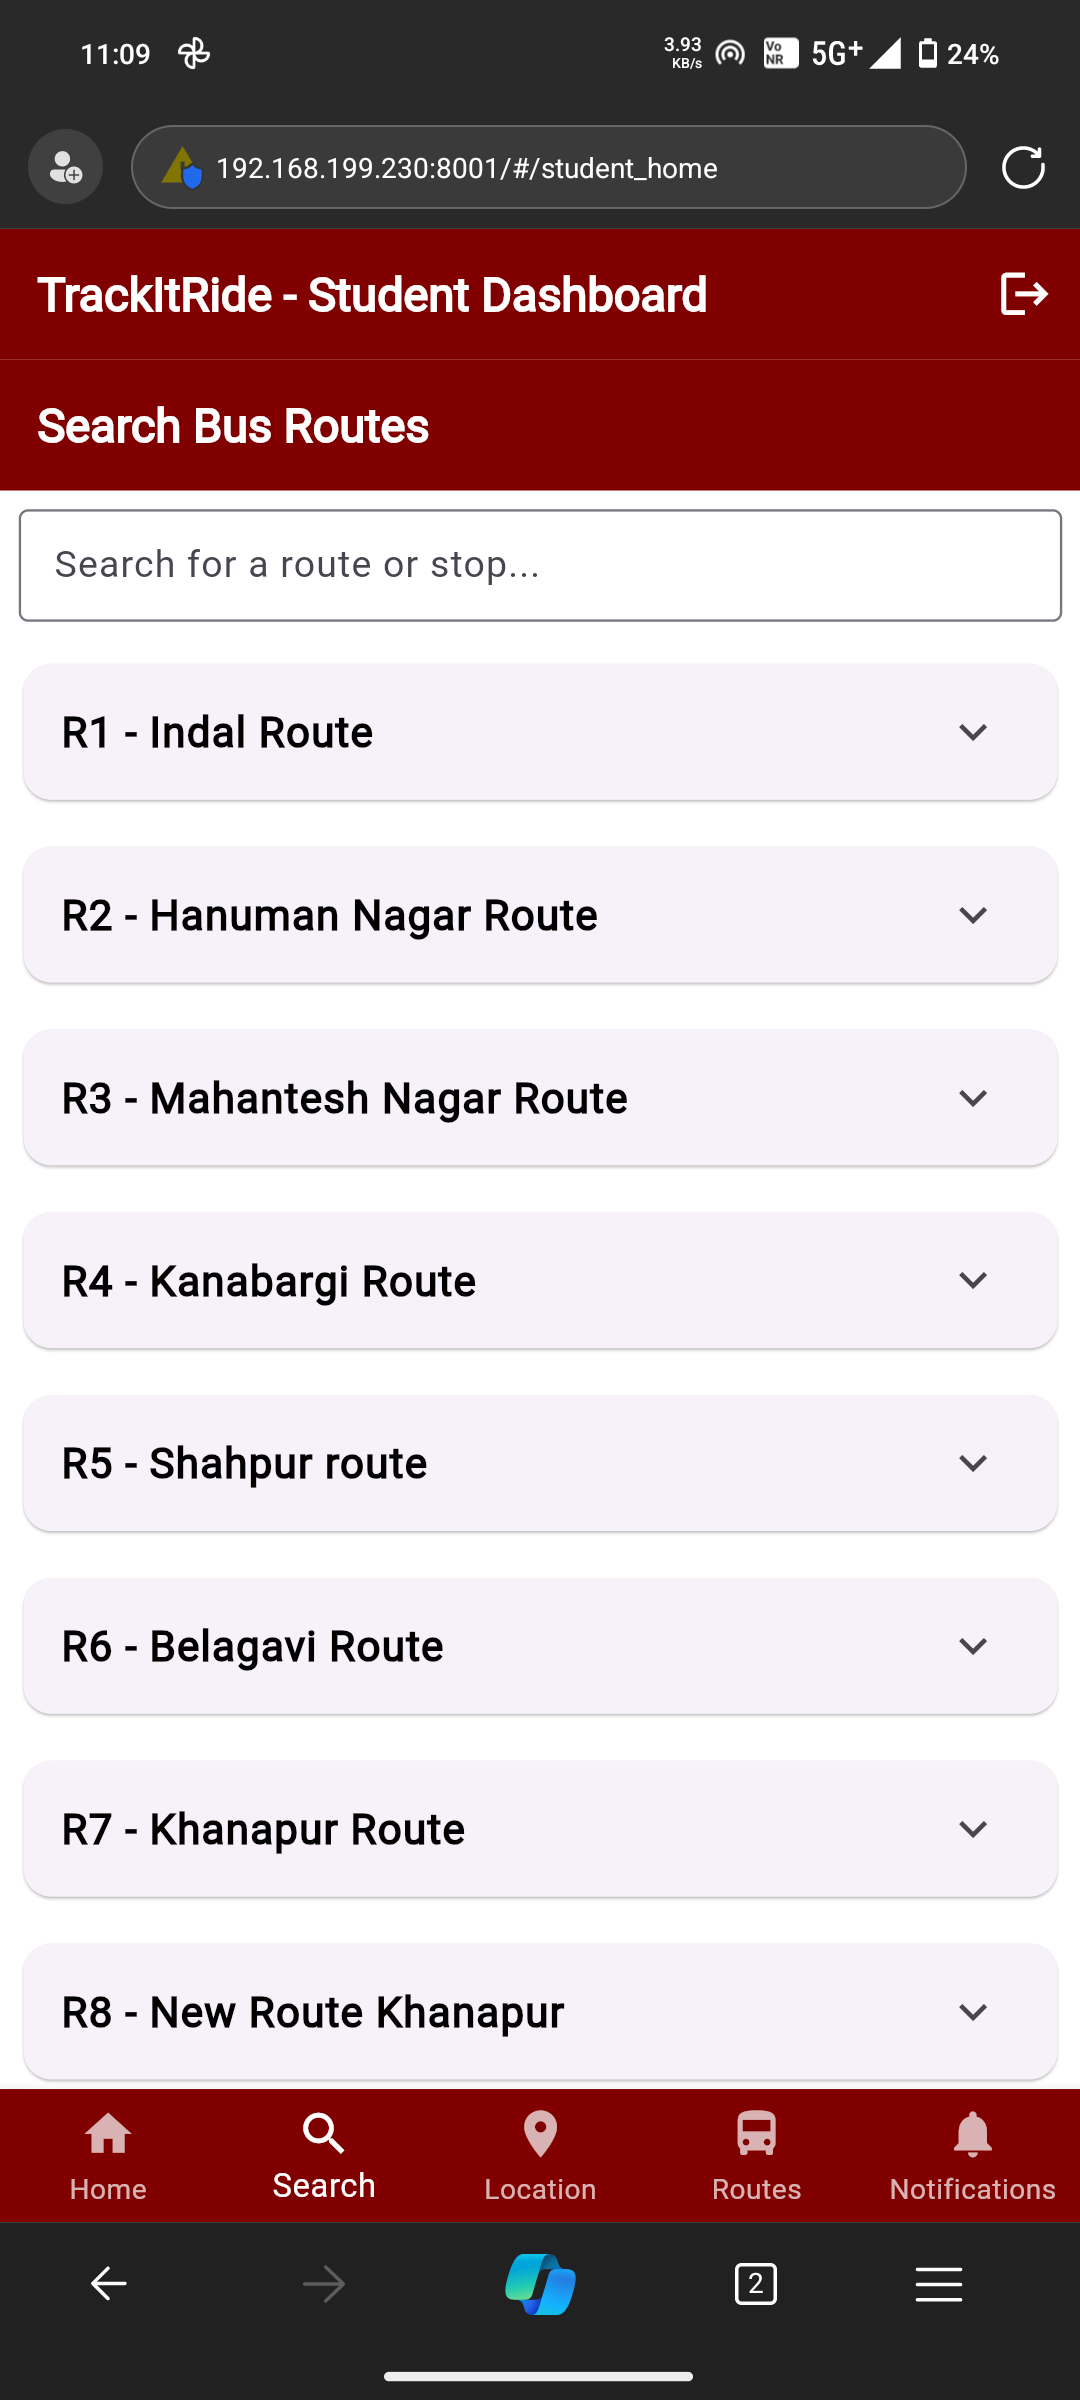 11:09
3.93
KB/s
Vo
NR
5G+
24%
192.168.199.230:8001/#/student_home
TrackItRide - Student Dashboard
Search Bus Routes
Search for a route or stop...
R1 - Indal Route
R2 - Hanuman Nagar Route
R3 - Mahantesh Nagar Route
R4 - Kanabargi Route
R5 - Shahpur route
R6 - Belagavi Route
R7 - Khanapur Route
R8 - New Route Khanapur
Home
Search
Location
Routes
Notifications
2